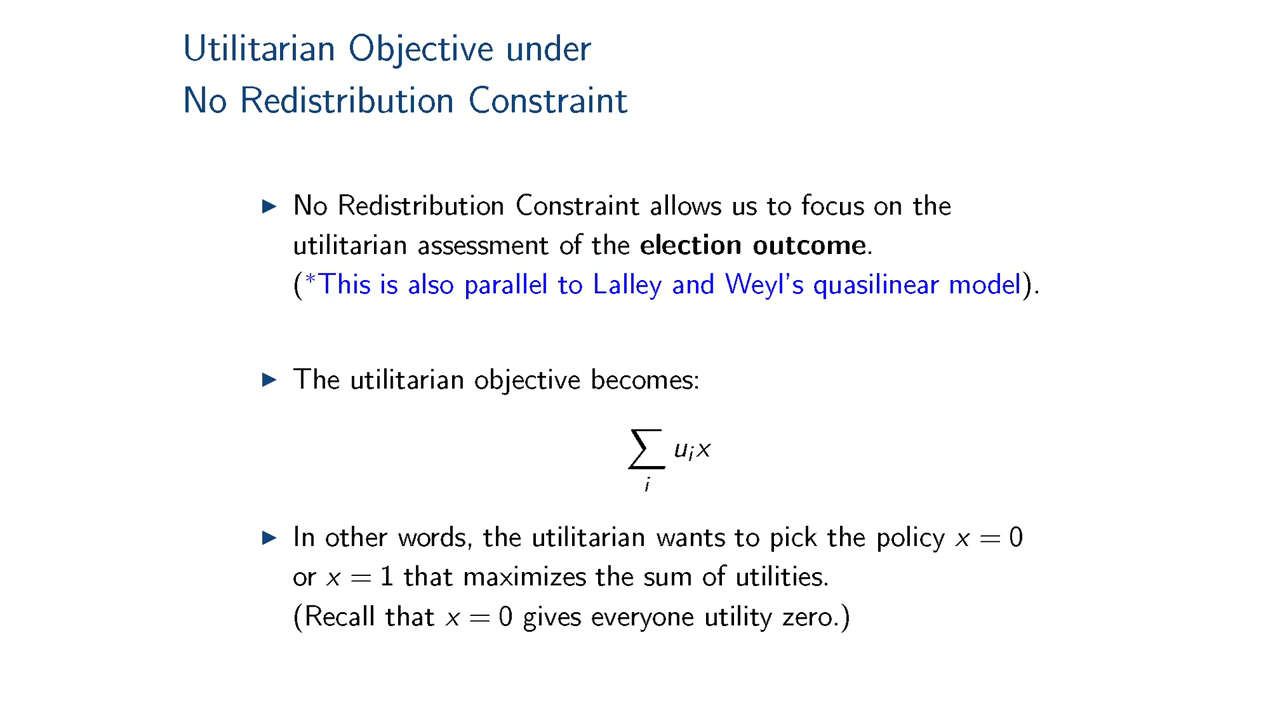 Utilitarian Objective under
No Redistribution Constraint
▶ No Redistribution Constraint allows us to focus on the
utilitarian assessment of the election outcome.
(*This is also parallel to Lalley and Weyl's quasilinear model).
▶ The utilitarian objective becomes:
∑ᵢ uᵢx
▶ In other words, the utilitarian wants to pick the policy x = 0
or x = 1 that maximizes the sum of utilities.
(Recall that x = 0 gives everyone utility zero.)